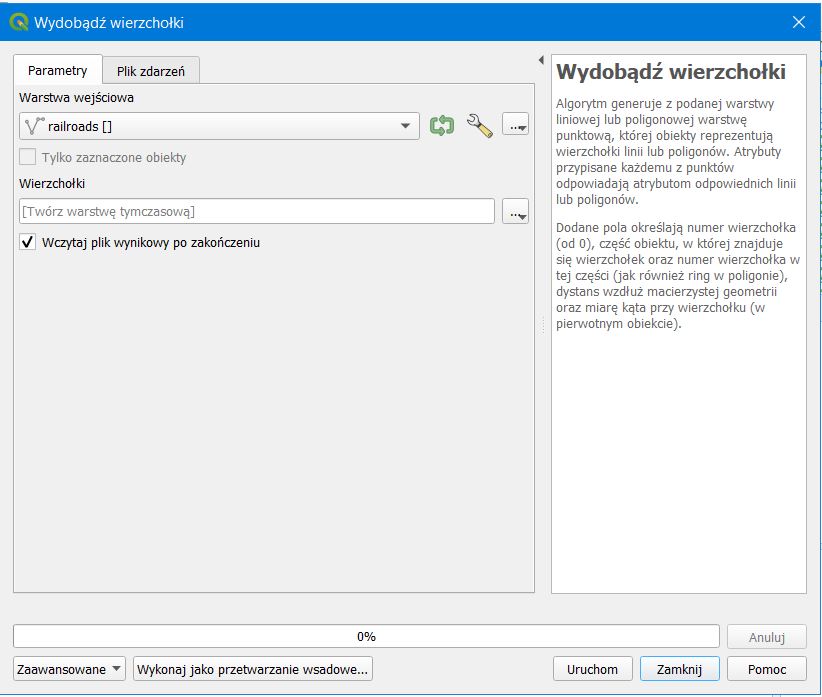 Wydobądź wierzchołki
Parametry
Plik zdarzeń
Warstwa wejściowa
railroads []
...
Tylko zaznaczone obiekty
Wierzchołki
[Twórz warstwę tymczasową]
...
Wczytaj plik wynikowy po zakończeniu
Wydobądź wierzchołki
Algorytm generuje z podanej warstwy
liniowej lub poligonowej warstwę
punktową, której obiekty reprezentują
wierzchołki linii lub poligonów. Atrybuty
przypisane każdemu z punktów
odpowiadają atrybutom odpowiednich linii
lub poligonów.
Dodane pola określają numer wierzchołka
(od 0), część obiektu, w której znajduje
się wierzchołek oraz numer wierzchołka w
tej części (jak również ring w poligonie),
dystans wzdłuż macierzystej geometrii
oraz miarę kąta przy wierzchołku (w
pierwotnym obiekcie).
0%
Anuluj
Zaawansowane
Wykonaj jako przetwarzanie wsadowe...
Uruchom
Zamknij
Pomoc